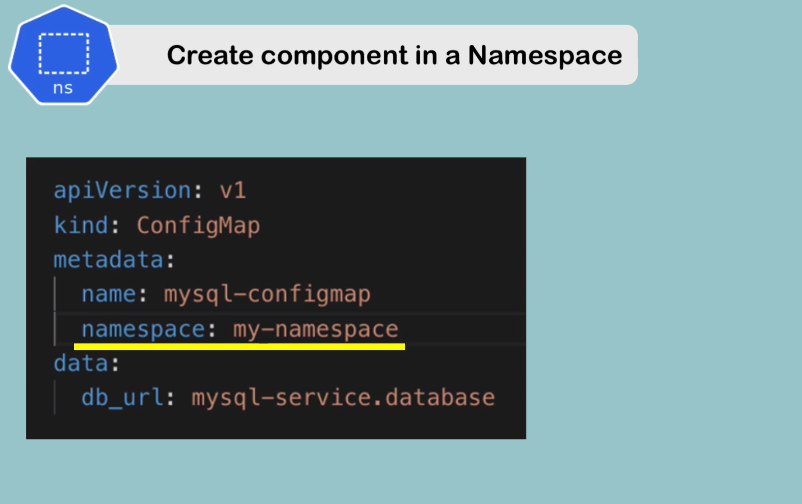 Create component in a Namespace
ns
apiVersion: v1
kind: ConfigMap
metadata:
  name: mysql-configmap
  namespace: my-namespace
data:
  db_url: mysql-service.database